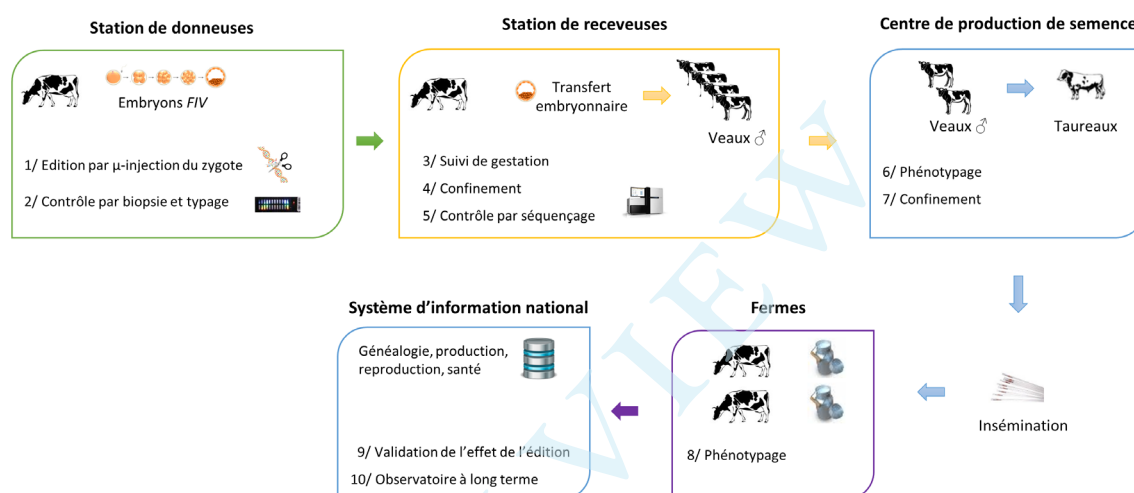 Station de donneuses
Embryons FIV
1/ Edition par µ-injection du zygote
2/ Contrôle par biopsie et typage
Station de receveuses
Transfert
embryonnaire
Veaux ♂
3/ Suivi de gestation
4/ Confinement
5/ Contrôle par séquençage
Centre de production de semence
Veaux ♂
Taureaux
6/ Phénotypage
7/ Confinement
Insémination
Fermes
8/ Phénotypage
Système d’information national
Généalogie, production,
reproduction, santé
9/ Validation de l’effet de l’édition
10/ Observatoire à long terme
VIEW